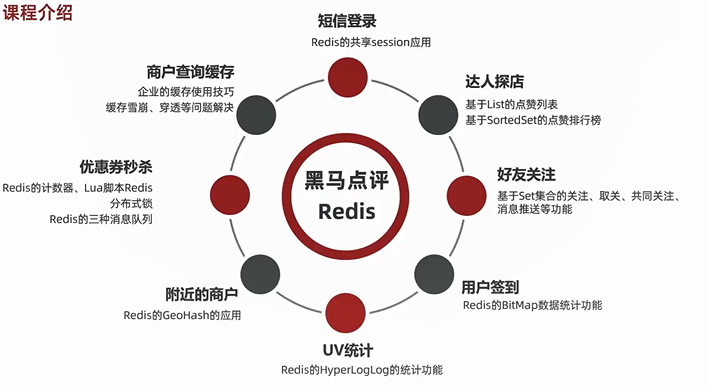 课程介绍
短信登录
Redis的共享session应用
商户查询缓存
企业的缓存使用技巧
缓存雪崩、穿透等问题解决
达人探店
基于List的点赞列表
基于SortedSet的点赞排行榜
优惠券秒杀
Redis的计数器、Lua脚本Redis
分布式锁
Redis的三种消息队列
黑马点评
Redis
好友关注
基于Set集合的关注、取关、共同关注、
消息推送等功能
附近的商户
Redis的GeoHash的应用
用户签到
Redis的BitMap数据统计功能
UV统计
Redis的HyperLogLog的统计功能